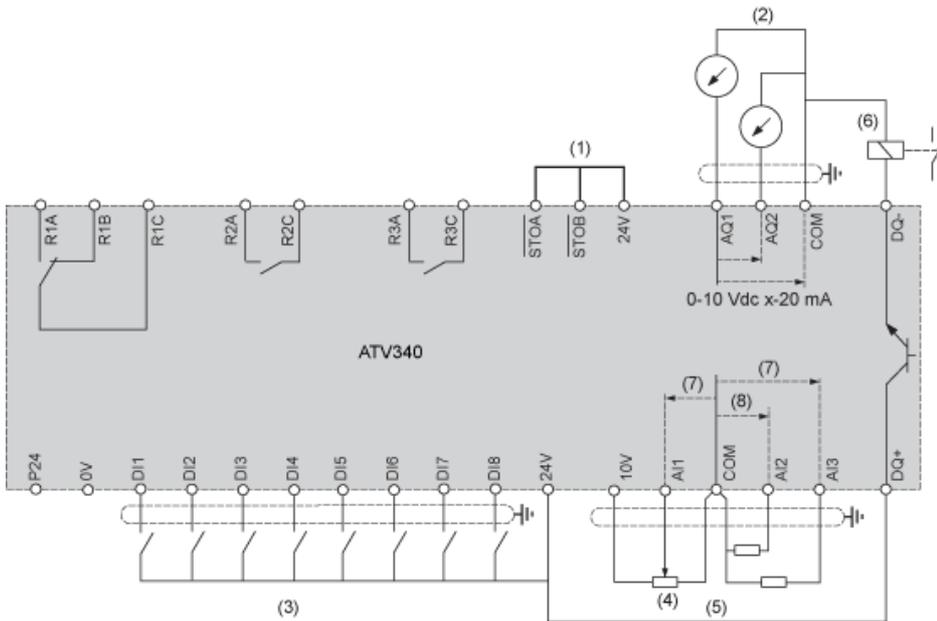 (2)
(6)
(1)
R1A R1B R1C R2A R2C R3A R3C STOA STOB 24V AQ1 AQ2 COM DQ-
0-10 Vdc x-20 mA
ATV340
(7)
(7)
(8)
P24 0V DI1 DI2 DI3 DI4 DI5 DI6 DI7 DI8 24V 10V AI1 COM AI2 AI3 DQ+
(3) (4) (5)